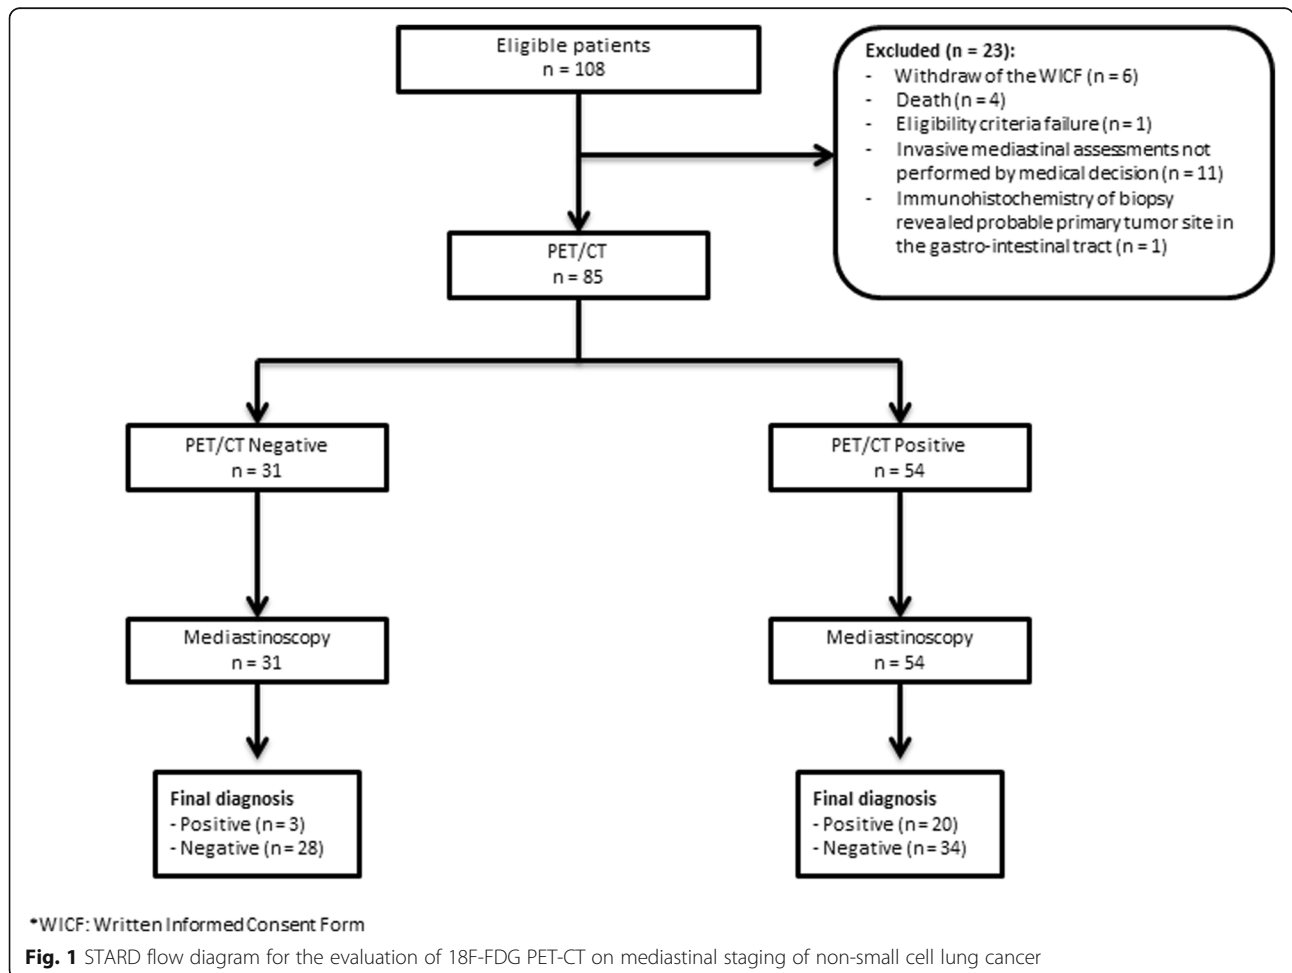 Eligible patients
n = 108
Excluded (n = 23):
- Withdraw of the WICF (n = 6)
- Death (n = 4)
- Eligibility criteria failure (n = 1)
- Invasive mediastinal assessments not
performed by medical decision (n = 11)
- Immunohistochemistry of biopsy
revealed probable primary tumor site in
the gastro-intestinal tract (n = 1)
PET/CT
n = 85
PET/CT Negative
n = 31
PET/CT Positive
n = 54
Mediastinoscopy
n = 31
Mediastinoscopy
n = 54
Final diagnosis
- Positive (n = 3)
- Negative (n = 28)
Final diagnosis
- Positive (n = 20)
- Negative (n = 34)
*WICF: Written Informed Consent Form
Fig. 1 STARD flow diagram for the evaluation of 18F-FDG PET-CT on mediastinal staging of non-small cell lung cancer